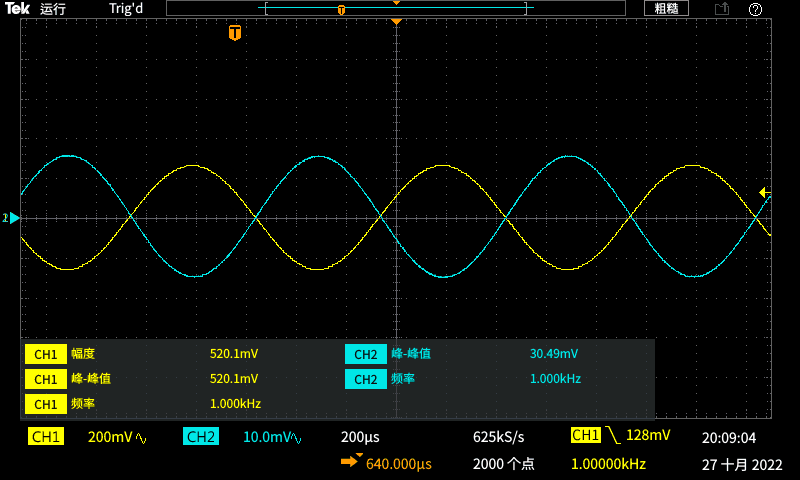 Tek 运行 Trig'd 粗糙 ?
T
T
2
CH1 幅度 520.1mV CH2 峰-峰值 30.49mV
CH1 峰-峰值 520.1mV CH2 频率 1.000kHz
CH1 频率 1.000kHz
CH1 200mV CH2 10.0mV 200µs 625kS/s CH1 128mV 20:09:04
640.000µs 2000 个点 1.00000kHz 27 十月 2022